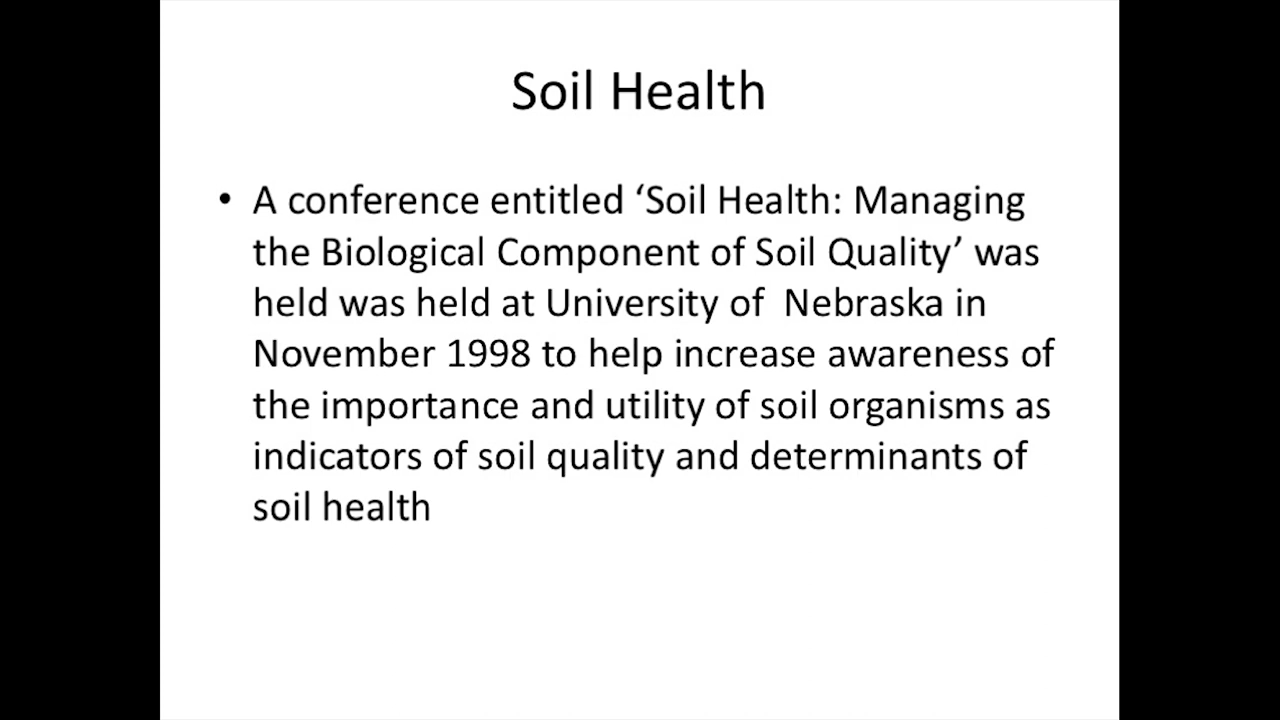 Soil Health
• A conference entitled ‘Soil Health: Managing
the Biological Component of Soil Quality’ was
held was held at University of  Nebraska in
November 1998 to help increase awareness of
the importance and utility of soil organisms as
indicators of soil quality and determinants of
soil health